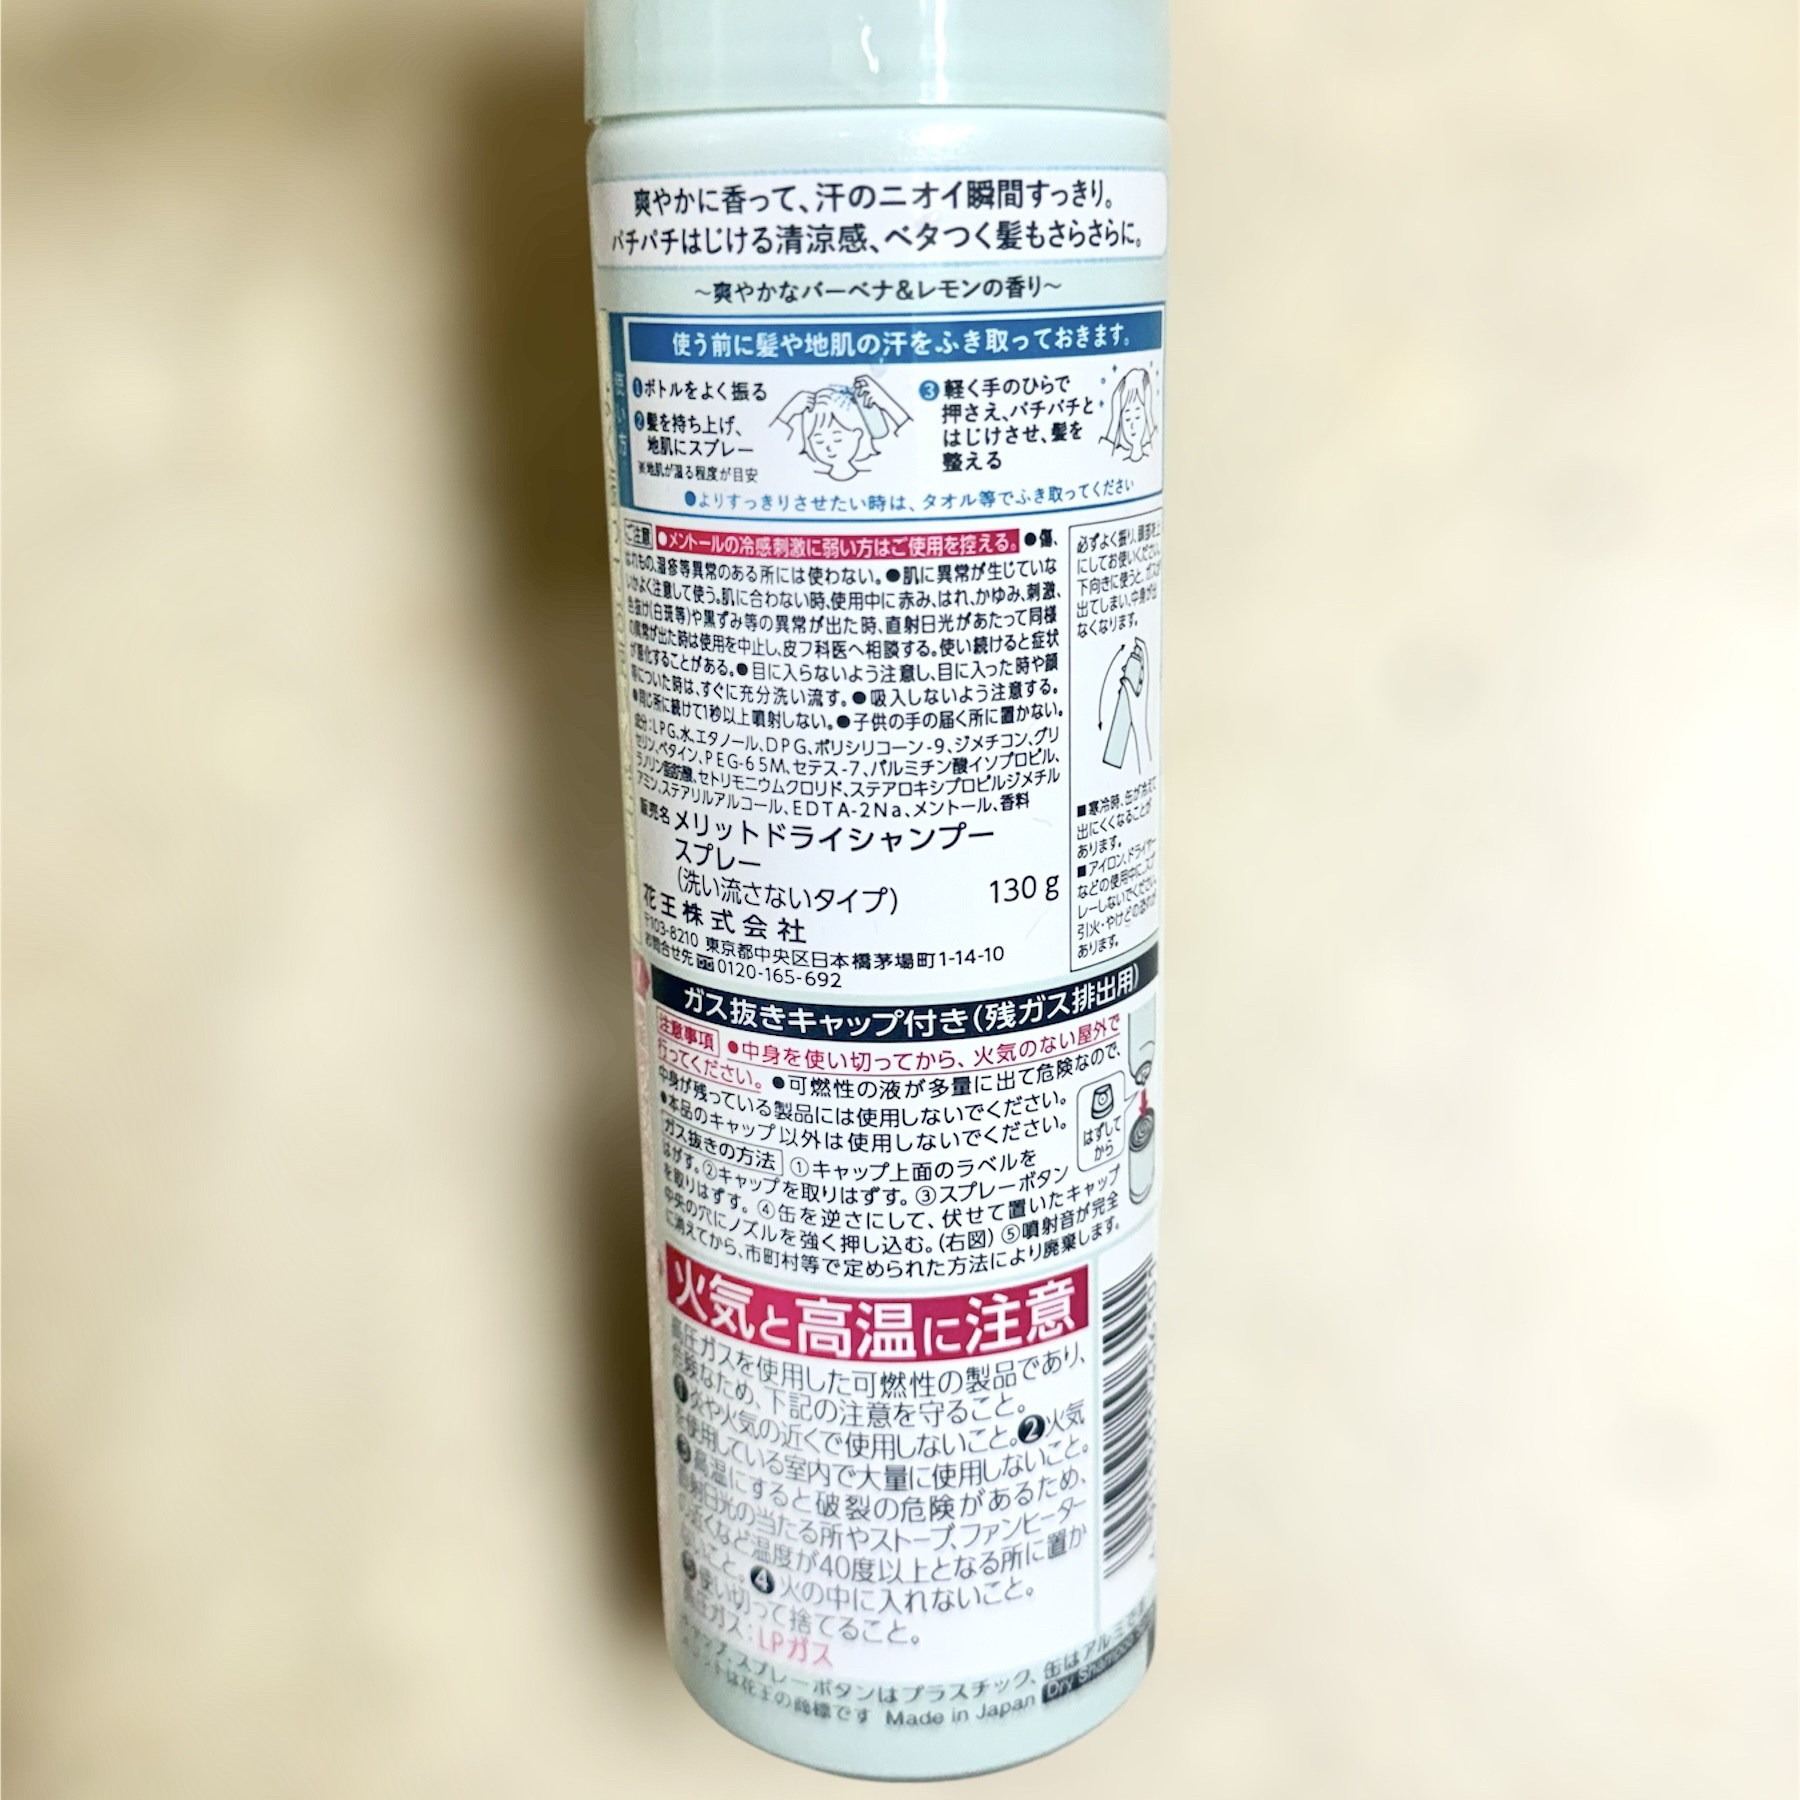 爽やかに香って、汗のニオイ瞬間すっきり。
パチパチはじける清涼感、ベタつく髪もさらさらに。
～爽やかなバーベナ＆レモンの香り～
使い方
使う前に髪や地肌の汗をふき取っておきます。
❶ボトルをよく振る
❷髪を持ち上げ、
地肌にスプレー
※地肌が湿る程度が目安
❸軽く手のひらで
押さえ、パチパチと
はじけさせ、髪を
整える
●よりすっきりさせたい時は、タオル等でふき取ってください
ご注意 ●メントールの冷感刺激に弱い方はご使用を控える。●傷、
はれもの、湿疹等異常のある所には使わない。●肌に異常が生じていな
いかよく注意して使う。肌に合わない時、使用中に赤み、はれ、かゆみ、刺激、
色抜け(白斑等)や黒ずみ等の異常が出た時、直射日光があたって同様
の異常が出た時は使用を中止し、皮フ科医へ相談する。使い続けると症状
が悪化することがある。●目に入らないよう注意し、目に入った時や顔
等についた時は、すぐに充分洗い流す。●吸入しないよう注意する。
●同じ所に続けて1秒以上噴射しない。●子供の手の届く所に置かない。
成分：LPG、水、エタノール、DPG、ポリシリコーン-9、ジメチコン、グリ
セリン、ベタイン、PEG-65M、セテス-7、パルミチン酸イソプロピル、
ラノリン脂肪酸、セトリモニウムクロリド、ステアロキシプロピルジメチル
アミン、ステアリルアルコール、EDTA-2Na、メントール、香料
販売名 メリットドライシャンプー
スプレー
(洗い流さないタイプ) 130 g
花王株式会社
〒103-8210 東京都中央区日本橋茅場町1-14-10
お問合せ先 0120-165-692
必ずよく振り、頭部を上
にしてお使いください。
下向きに使うと、ガスが
出てしまい、中身が出
なくなります。
■寒冷時、缶が冷えて
出にくくなることが
あります。
■アイロン、ドライヤー
などの使用中に、スプ
レーしないでください。
引火・やけどの恐れが
あります。
ガス抜きキャップ付き(残ガス排出用)
注意事項 ●中身を使い切ってから、火気のない屋外で
行ってください。●可燃性の液が多量に出て危険なので、
中身が残っている製品には使用しないでください。
●本品のキャップ以外は使用しないでください。
ガス抜きの方法 ①キャップ上面のラベルを
はがす。②キャップを取りはずす。③スプレーボタン
を取りはずす。④缶を逆さにして、伏せて置いたキャップ
中央の穴にノズルを強く押し込む。(右図) ⑤噴射音が完全
に消えてから、市町村等で定められた方法により廃棄します。
はずして
から
火気と高温に注意
高圧ガスを使用した可燃性の製品であり、
危険なため、下記の注意を守ること。
❶炎や火気の近くで使用しないこと。❷火気
を使用している室内で大量に使用しないこと。
❸高温にすると破裂の危険があるため、
直射日光の当たる所やストーブ、ファンヒーター
の近くなど温度が40度以上となる所に置か
ないこと。❹火の中に入れないこと。
❺使い切って捨てること。
高圧ガス：LPガス
キャップ、スプレーボタンはプラスチック、缶はアルミ
は花王の商標です Made in Japan Dry Shampoo